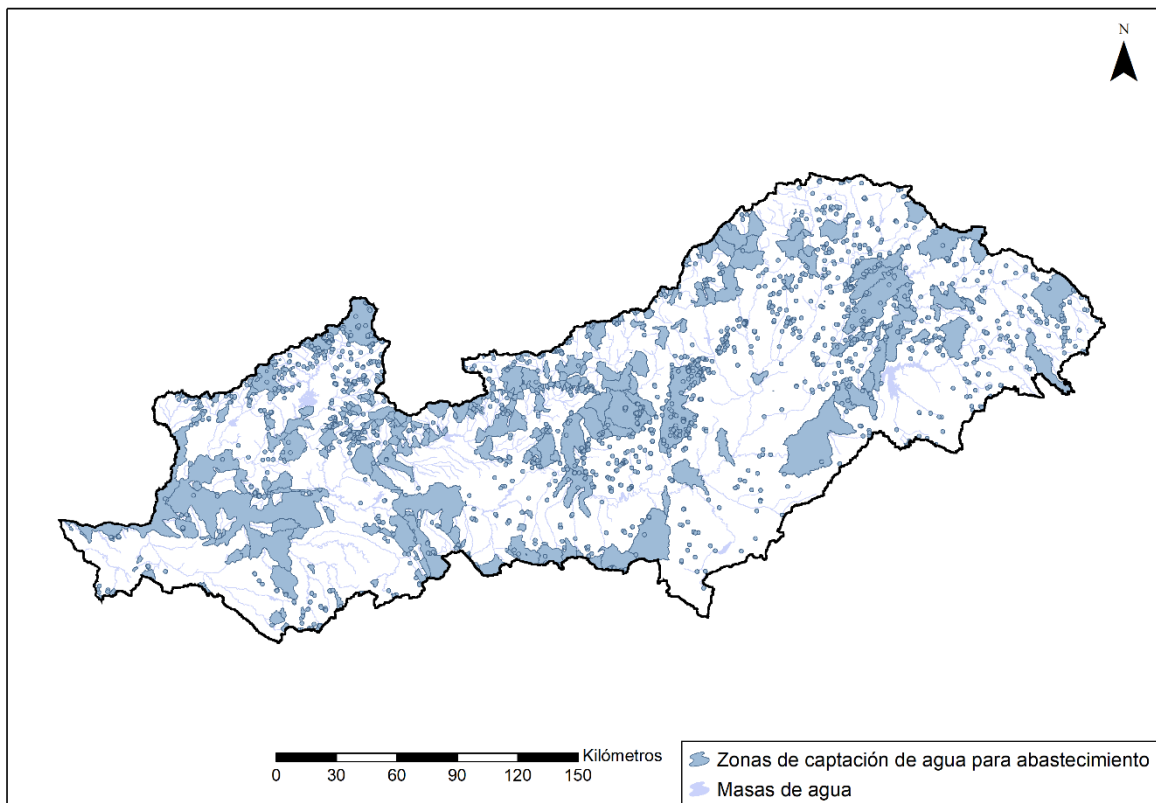 N
Kilómetros
0 30 60 90 120 150
Zonas de captación de agua para abastecimiento
Masas de agua